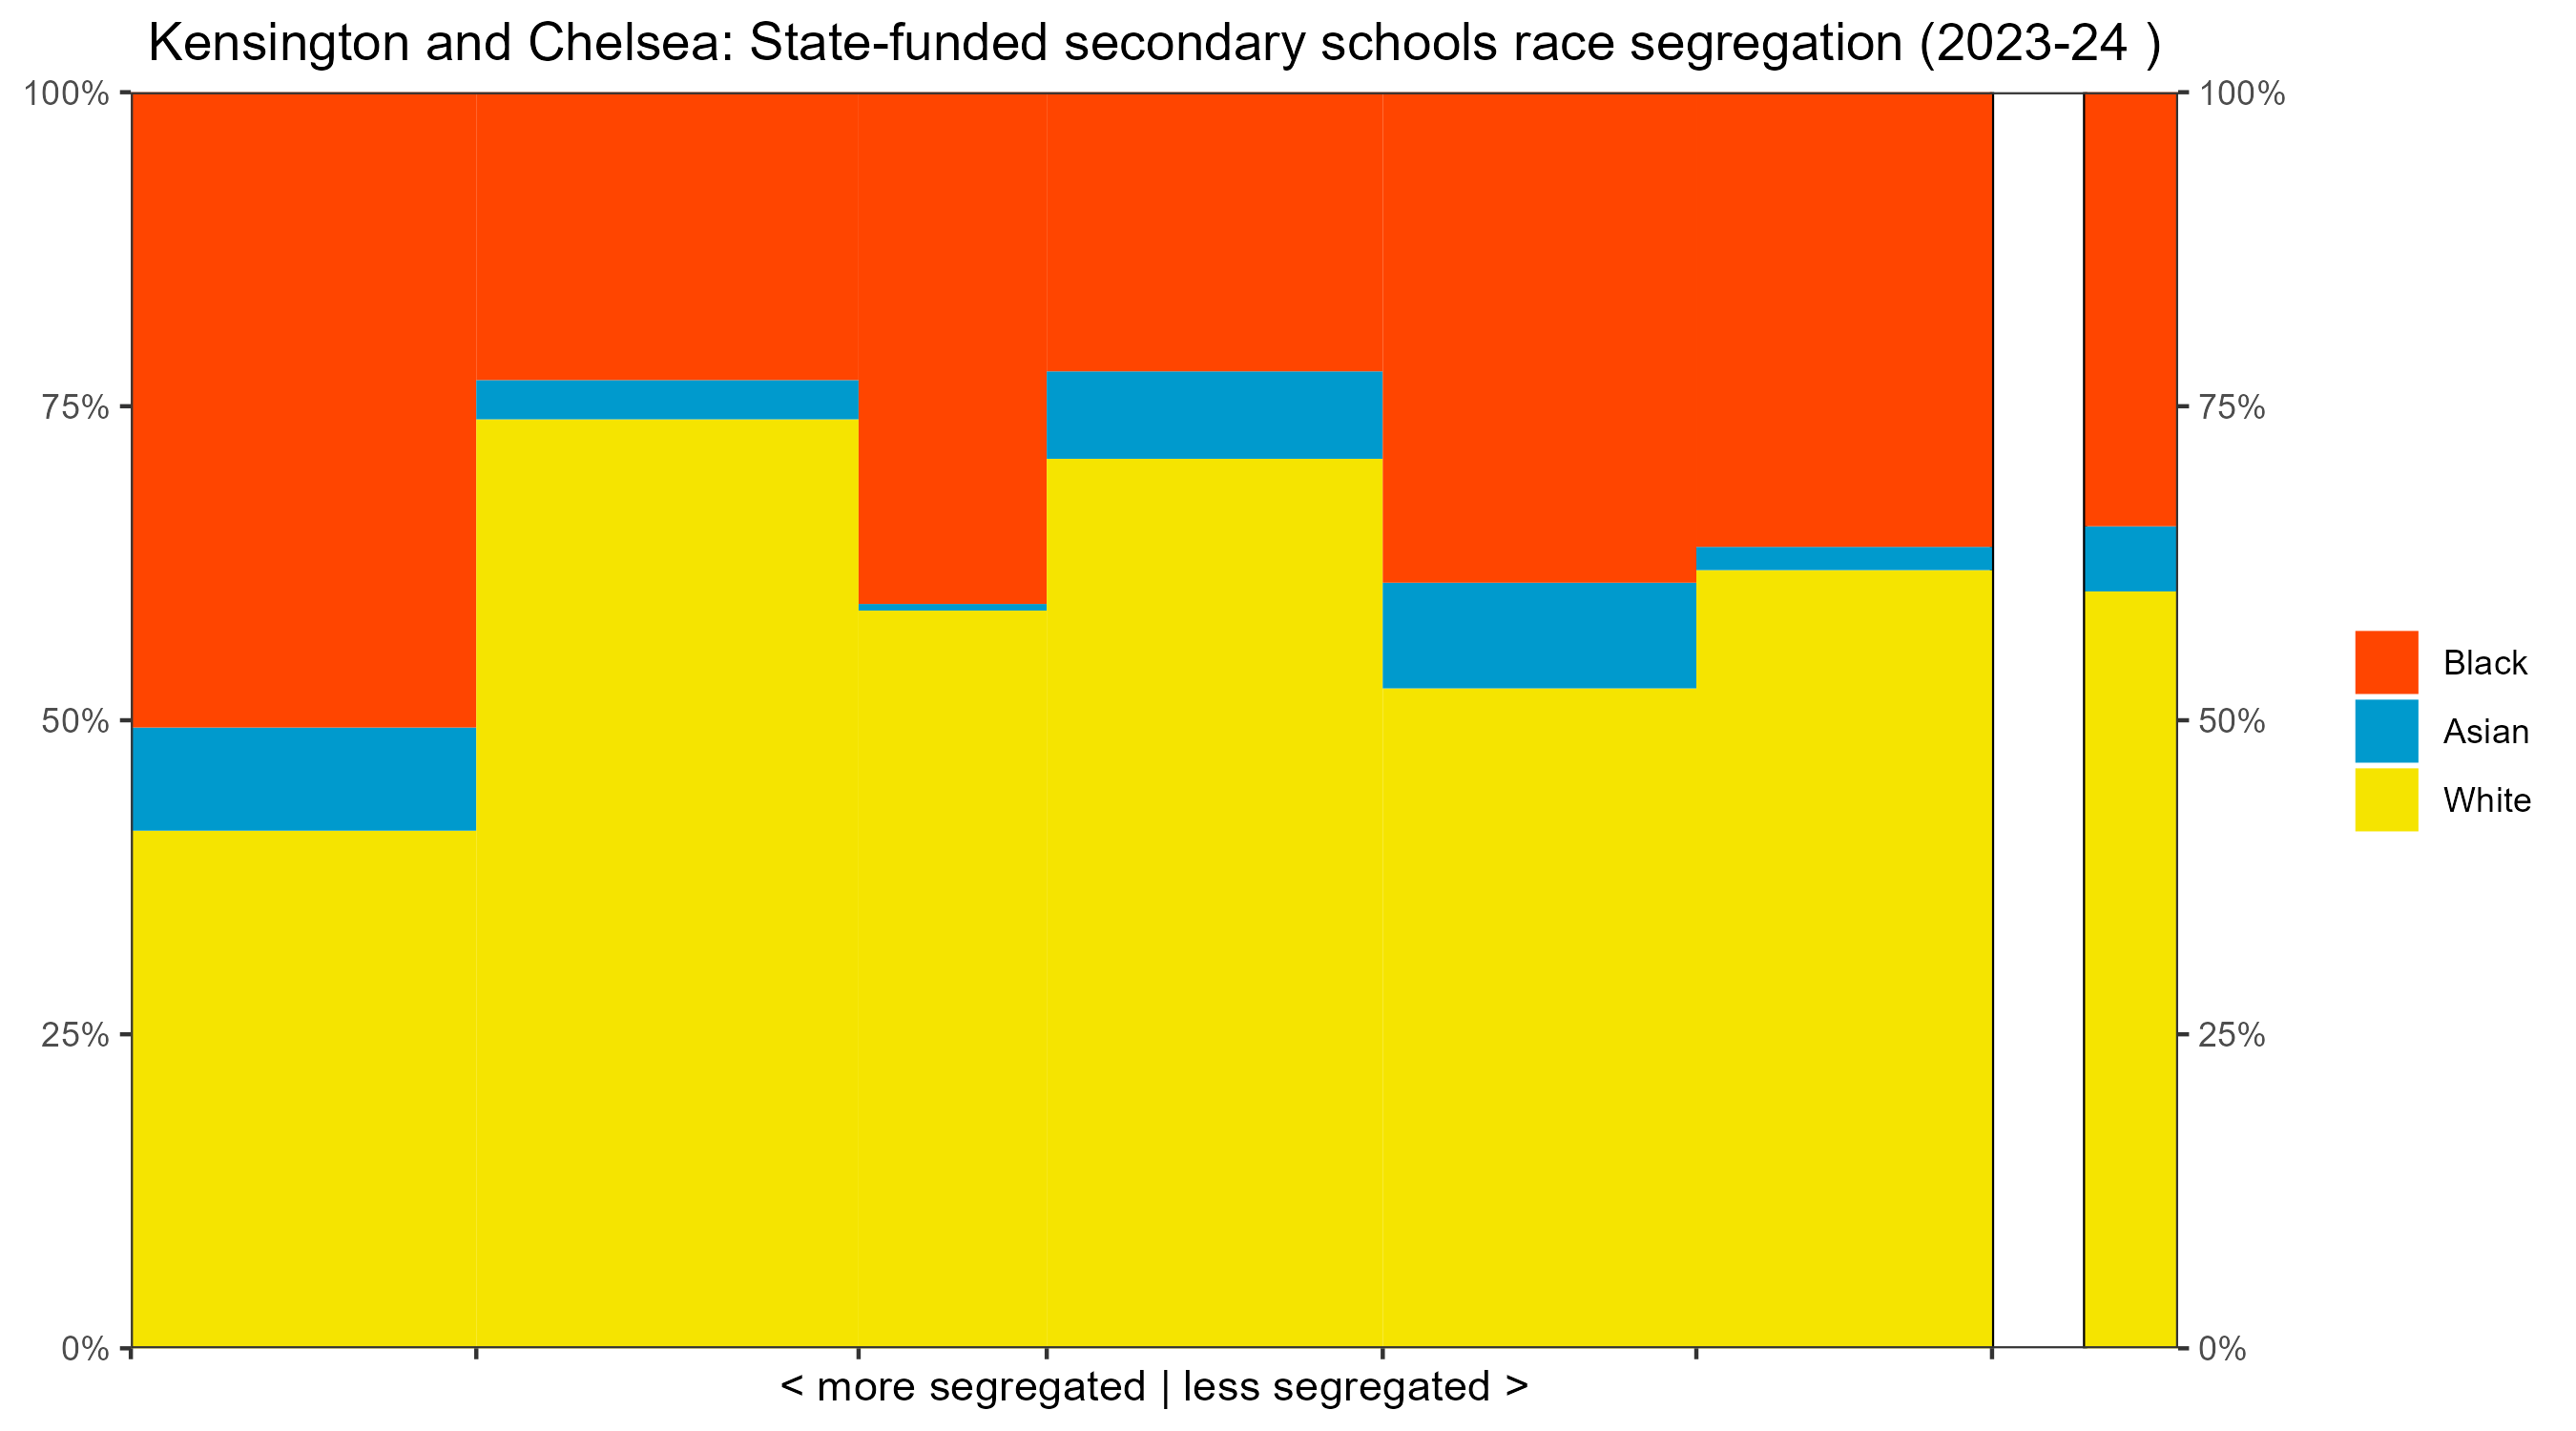 Kensington and Chelsea: State-funded secondary schools race segregation (2023-24 )
100%
75%
50%
25%
0%
100%
75%
50%
25%
0%
Black
Asian
White
< more segregated | less segregated >